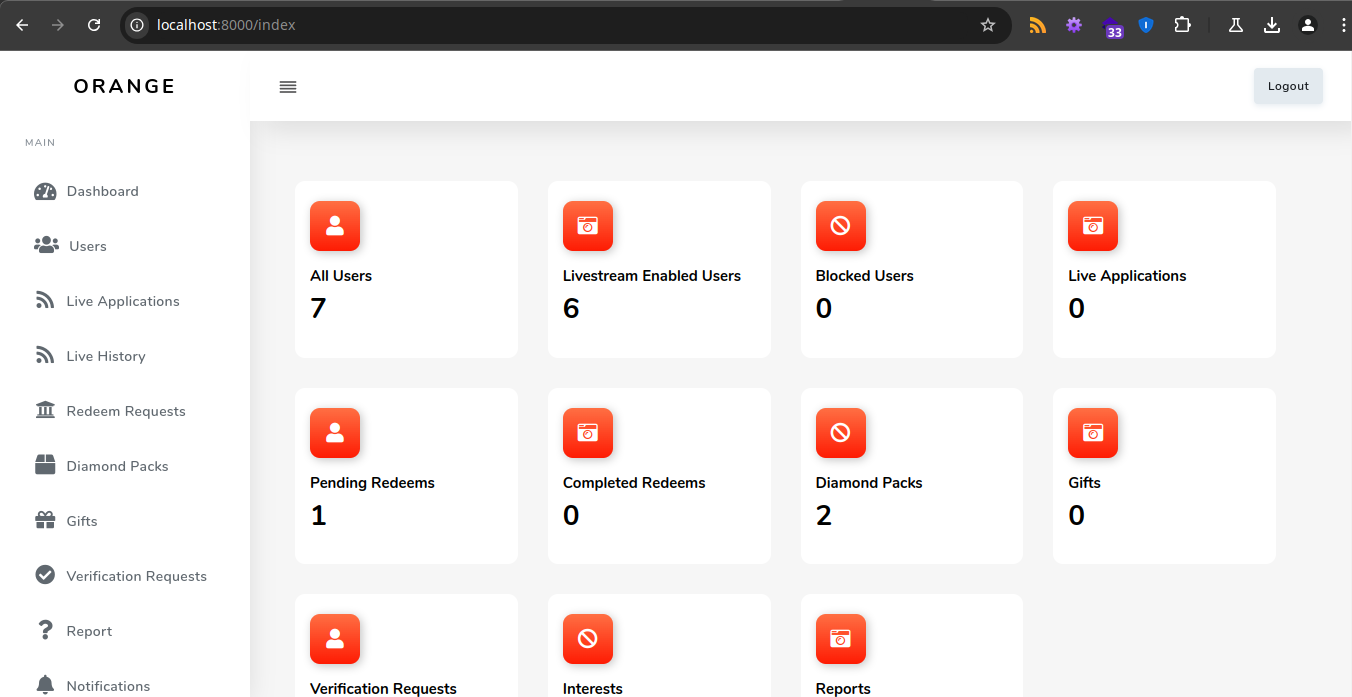 localhost:8000/index
33
ORANGE
Logout
MAIN
Dashboard
Users
Live Applications
Live History
Redeem Requests
Diamond Packs
Gifts
Verification Requests
Report
Notifications
All Users
7
Livestream Enabled Users
6
Blocked Users
0
Live Applications
0
Pending Redeems
1
Completed Redeems
0
Diamond Packs
2
Gifts
0
Verification Requests
Interests
Reports